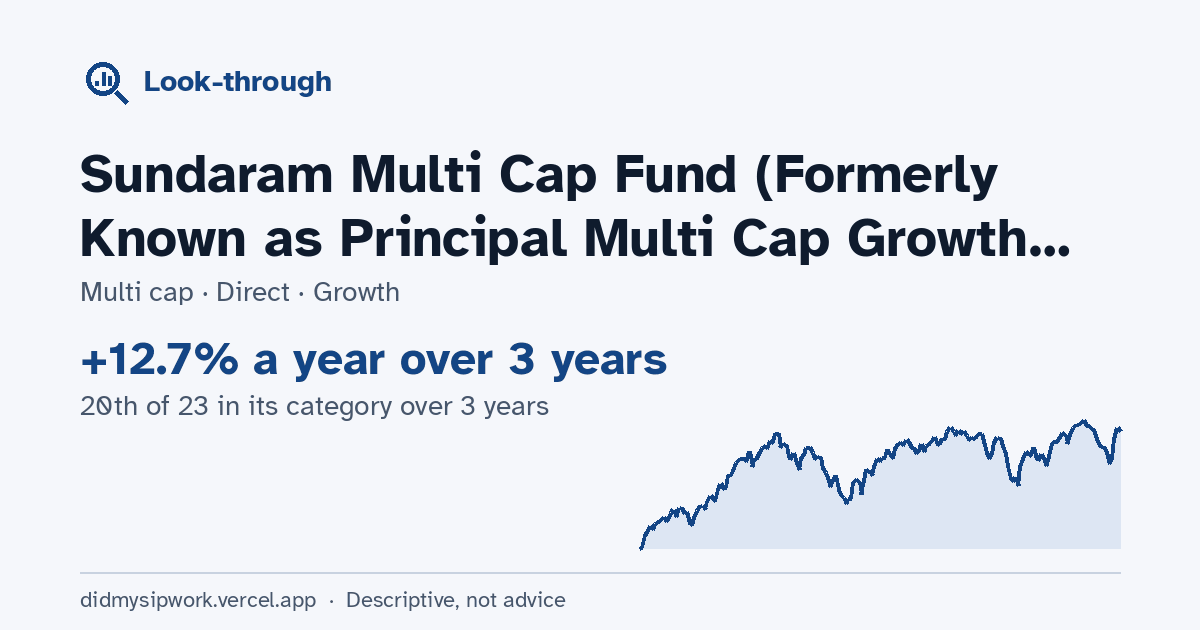 Look-through
Sundaram Multi Cap Fund (Formerly
Known as Principal Multi Cap Growth...
Multi cap · Direct · Growth
+12.7% a year over 3 years
20th of 23 in its category over 3 years
didmysipwork.vercel.app · Descriptive, not advice